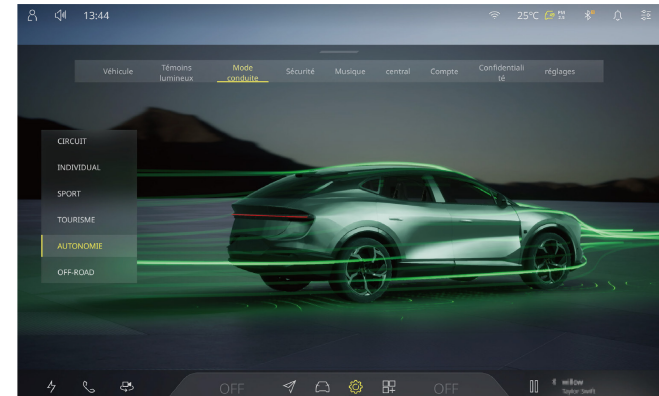 13:44
25°C
Véhicule
Témoins
lumineux
Mode
conduite
Sécurité
Musique
central
Compte
Confidentiali
té
réglages
CIRCUIT
INDIVIDUAL
SPORT
TOURISME
AUTONOMIE
OFF-ROAD
OFF
OFF
willow
Taylor Swift